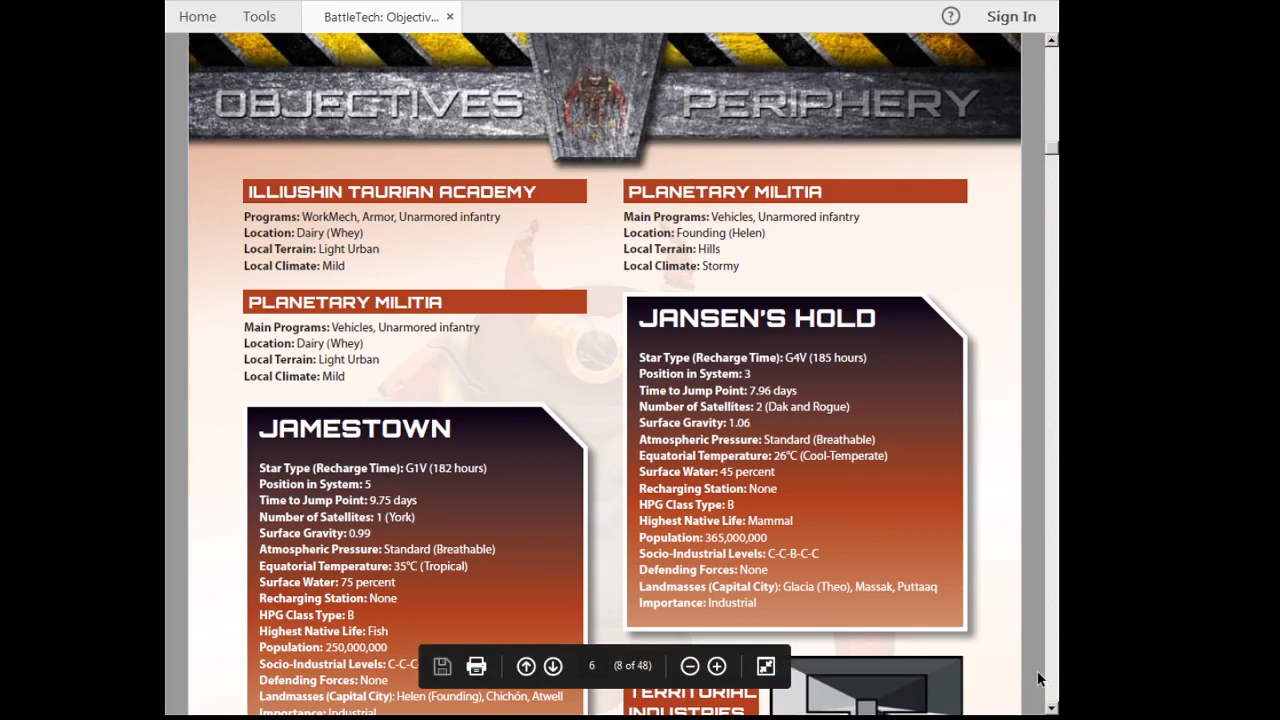 Home Tools BattleTech: Objectiv... × ? Sign In
OBJECTIVES PERIPHERY
ILLIUSHIN TAURIAN ACADEMY
Programs: WorkMech, Armor, Unarmored infantry
Location: Dairy (Whey)
Local Terrain: Light Urban
Local Climate: Mild
PLANETARY MILITIA
Main Programs: Vehicles, Unarmored infantry
Location: Dairy (Whey)
Local Terrain: Light Urban
Local Climate: Mild
JAMESTOWN
Star Type (Recharge Time): G1V (182 hours)
Position in System: 5
Time to Jump Point: 9.75 days
Number of Satellites: 1 (York)
Surface Gravity: 0.99
Atmospheric Pressure: Standard (Breathable)
Equatorial Temperature: 35°C (Tropical)
Surface Water: 75 percent
Recharging Station: None
HPG Class Type: B
Highest Native Life: Fish
Population: 250,000,000
Socio-Industrial Levels: C-C-C-
Defending Forces: None
Landmasses (Capital City): Helen (Founding), Chichón, Atwell
Importance: Industrial
PLANETARY MILITIA
Main Programs: Vehicles, Unarmored infantry
Location: Founding (Helen)
Local Terrain: Hills
Local Climate: Stormy
JANSEN'S HOLD
Star Type (Recharge Time): G4V (185 hours)
Position in System: 3
Time to Jump Point: 7.96 days
Number of Satellites: 2 (Dak and Rogue)
Surface Gravity: 1.06
Atmospheric Pressure: Standard (Breathable)
Equatorial Temperature: 26°C (Cool-Temperate)
Surface Water: 45 percent
Recharging Station: None
HPG Class Type: B
Highest Native Life: Mammal
Population: 365,000,000
Socio-Industrial Levels: C-C-B-C-C
Defending Forces: None
Landmasses (Capital City): Glacia (Theo), Massak, Puttaaq
Importance: Industrial
TERRITORIAL
INDUSTRIES
6 (8 of 48)